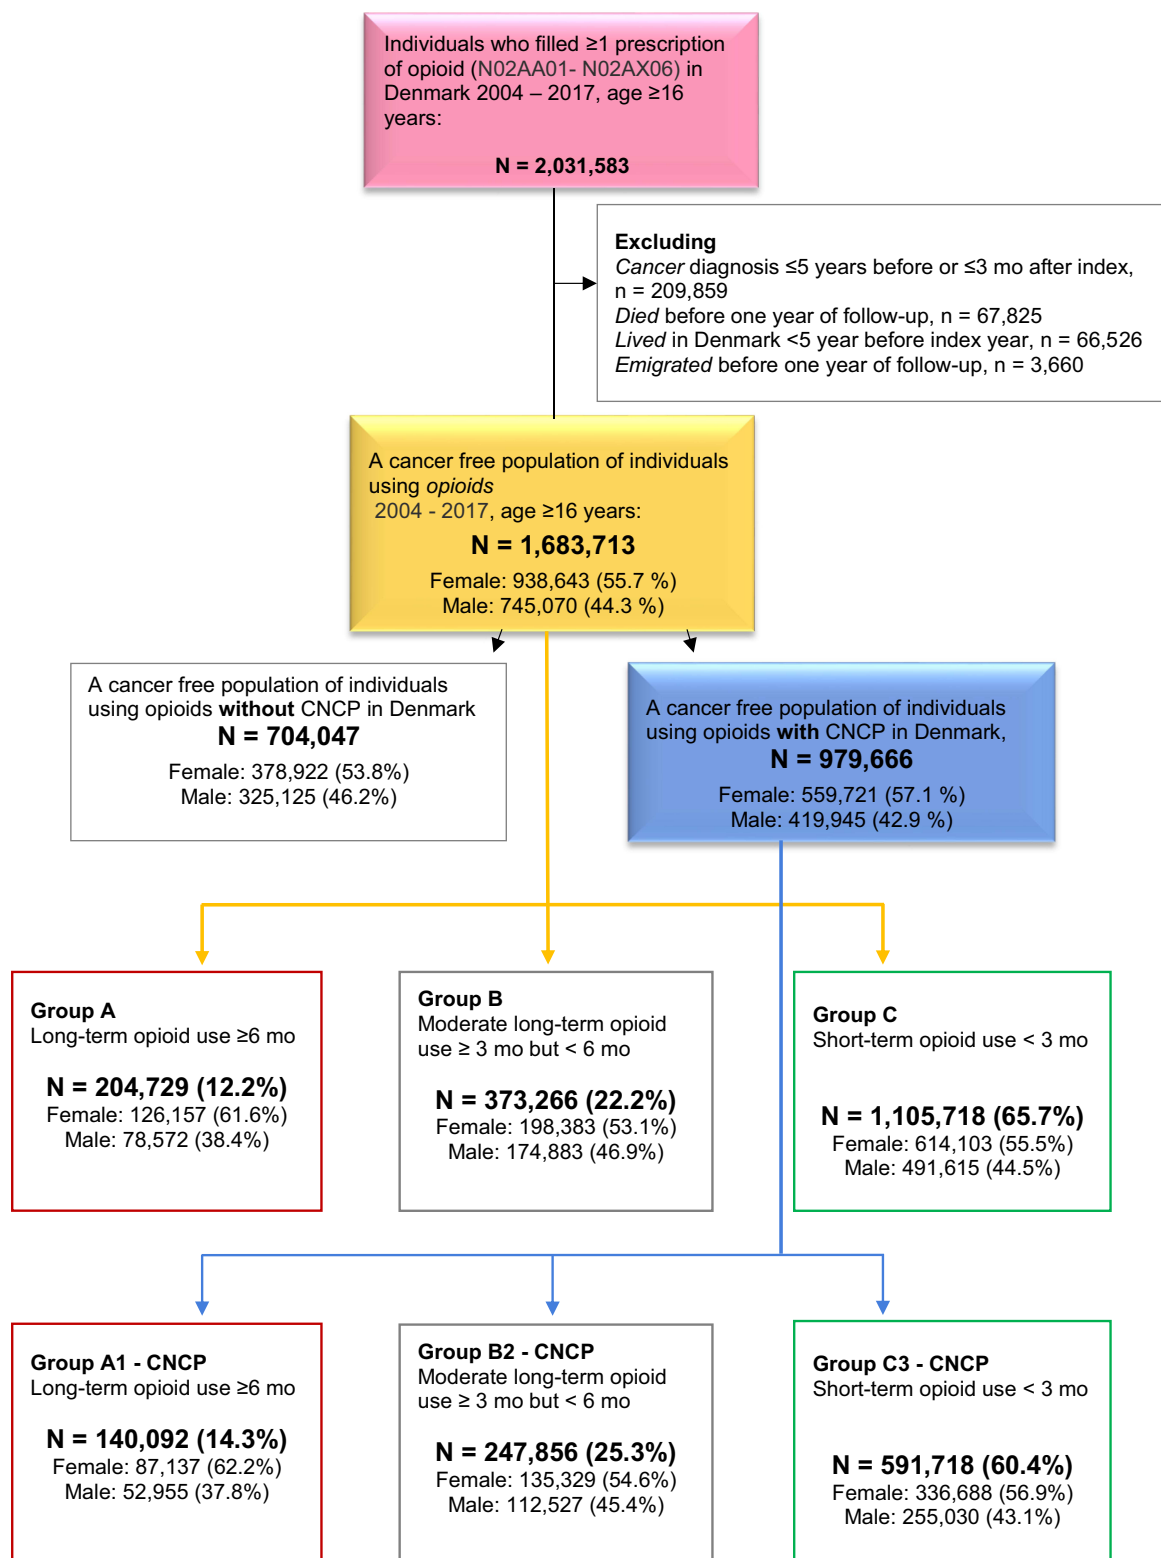 Individuals who filled ≥1 prescription
of opioid (N02AA01- N02AX06) in
Denmark 2004 – 2017, age ≥16
years:
N = 2,031,583
Excluding
Cancer diagnosis ≤5 years before or ≤3 mo after index,
n = 209,859
Died before one year of follow-up, n = 67,825
Lived in Denmark <5 year before index year, n = 66,526
Emigrated before one year of follow-up, n = 3,660
A cancer free population of individuals
using opioids
2004 - 2017, age ≥16 years:
N = 1,683,713
Female: 938,643 (55.7 %)
Male: 745,070 (44.3 %)
A cancer free population of individuals
using opioids without CNCP in Denmark
N = 704,047
Female: 378,922 (53.8%)
Male: 325,125 (46.2%)
A cancer free population of individuals
using opioids with CNCP in Denmark,
N = 979,666
Female: 559,721 (57.1 %)
Male: 419,945 (42.9 %)
Group A
Long-term opioid use ≥6 mo
N = 204,729 (12.2%)
Female: 126,157 (61.6%)
Male: 78,572 (38.4%)
Group B
Moderate long-term opioid
use ≥ 3 mo but < 6 mo
N = 373,266 (22.2%)
Female: 198,383 (53.1%)
Male: 174,883 (46.9%)
Group C
Short-term opioid use < 3 mo
N = 1,105,718 (65.7%)
Female: 614,103 (55.5%)
Male: 491,615 (44.5%)
Group A1 - CNCP
Long-term opioid use ≥6 mo
N = 140,092 (14.3%)
Female: 87,137 (62.2%)
Male: 52,955 (37.8%)
Group B2 - CNCP
Moderate long-term opioid
use ≥ 3 mo but < 6 mo
N = 247,856 (25.3%)
Female: 135,329 (54.6%)
Male: 112,527 (45.4%)
Group C3 - CNCP
Short-term opioid use < 3 mo
N = 591,718 (60.4%)
Female: 336,688 (56.9%)
Male: 255,030 (43.1%)